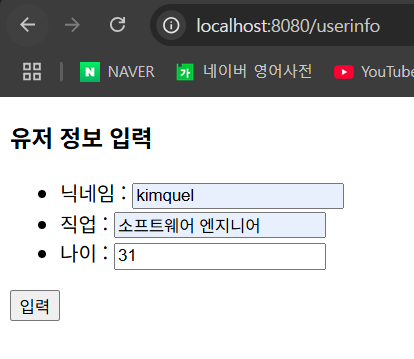 localhost:8080/userinfo
N NAVER 가 네이버 영어사전 YouTube
유저 정보 입력
닉네임 : kimquel
직업 : 소프트웨어 엔지니어
나이 : 31
입력